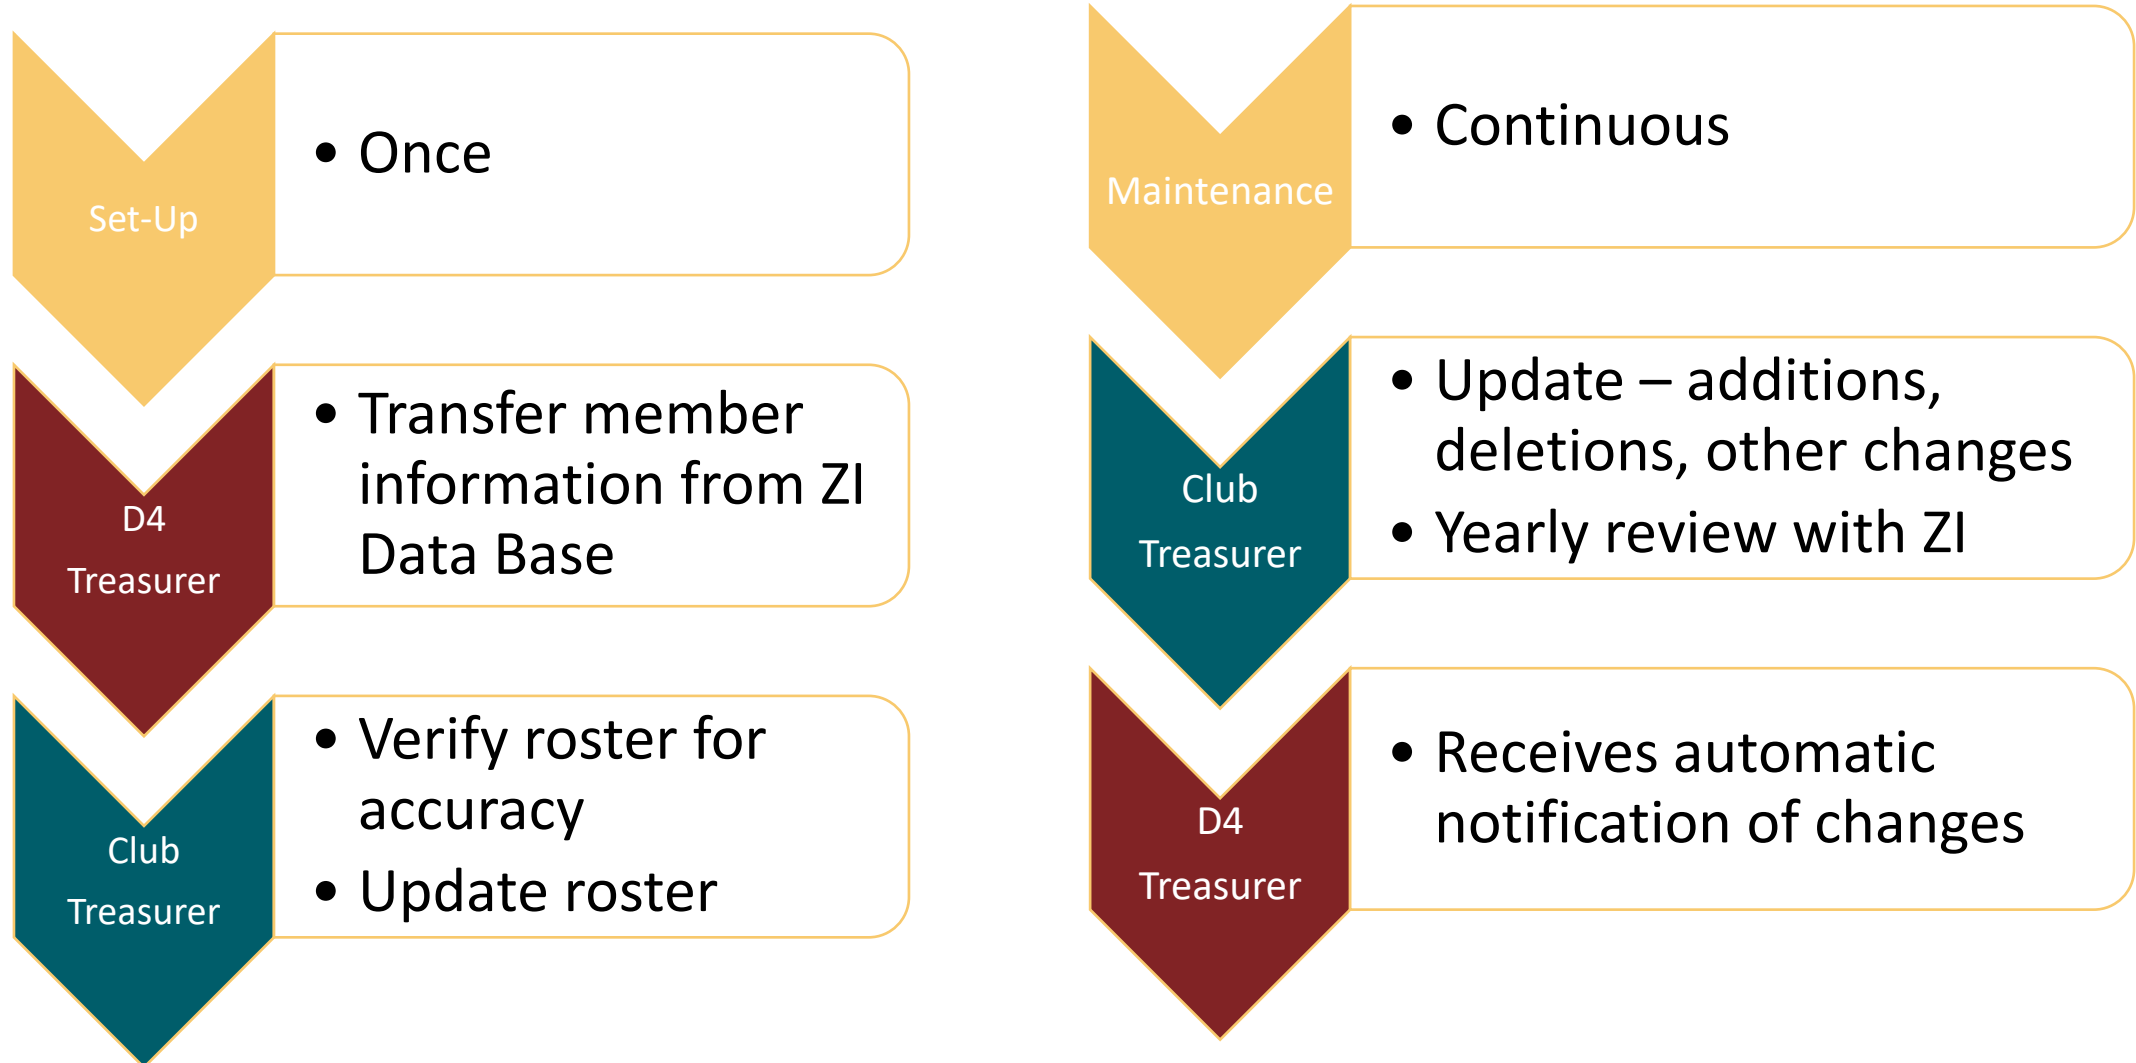 Set-Up
• Once
D4
Treasurer
• Transfer member
information from ZI
Data Base
Club
Treasurer
• Verify roster for
accuracy
• Update roster
Maintenance
• Continuous
Club
Treasurer
• Update – additions,
deletions, other changes
• Yearly review with ZI
D4
Treasurer
• Receives automatic
notification of changes